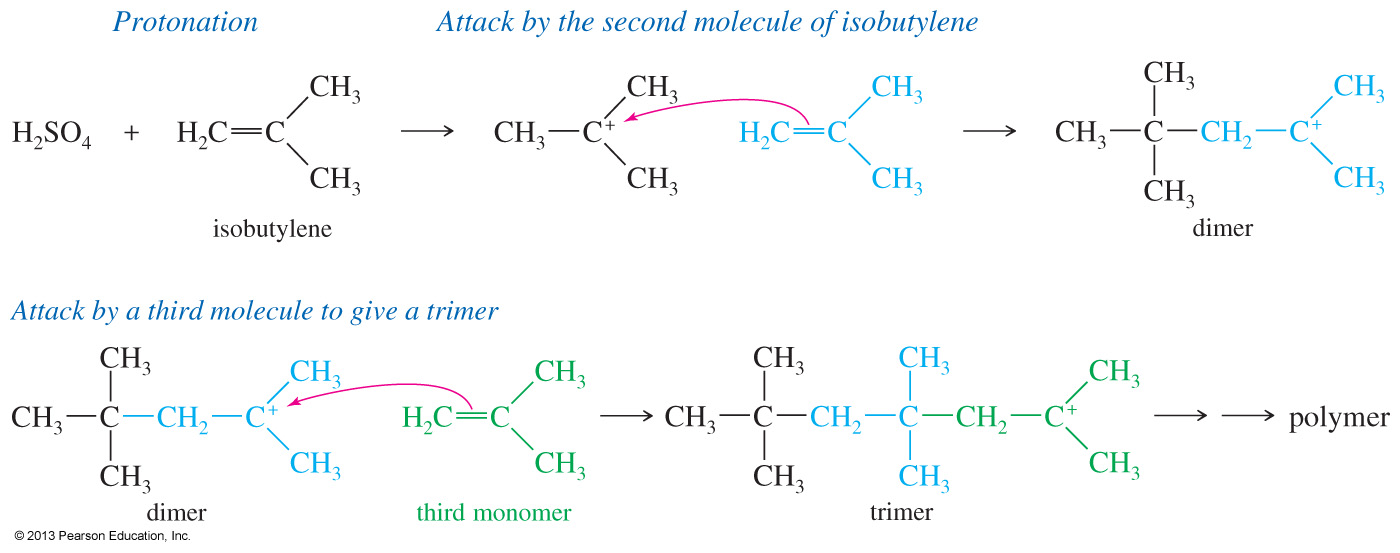 Protonation
Attack by the second molecule of isobutylene
CH₃ CH₃ CH₃ CH₃ CH₃
H₂SO₄ + H₂C=C ⟶ CH₃—C⁺ H₂C=C ⟶ CH₃—C—CH₂—C⁺
CH₃ CH₃ CH₃ CH₃ CH₃
isobutylene
dimer
Attack by a third molecule to give a trimer
CH₃ CH₃ CH₃ CH₃ CH₃ CH₃
CH₃—C—CH₂—C⁺ H₂C=C ⟶ CH₃—C—CH₂—C—CH₂—C⁺ ⟶ ⟶ polymer
CH₃ CH₃ CH₃ CH₃ CH₃ CH₃
dimer third monomer trimer
© 2013 Pearson Education, Inc.